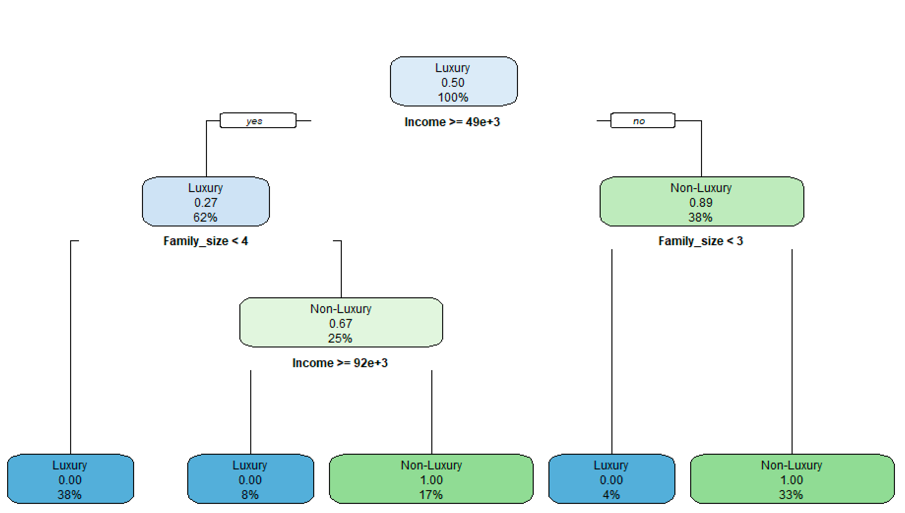 Luxury
0.50
100%
yes
Income >= 49e+3
no
Luxury
0.27
62%
Non-Luxury
0.89
38%
Family_size < 4
Family_size < 3
Non-Luxury
0.67
25%
Income >= 92e+3
Luxury
0.00
38%
Luxury
0.00
8%
Non-Luxury
1.00
17%
Luxury
0.00
4%
Non-Luxury
1.00
33%